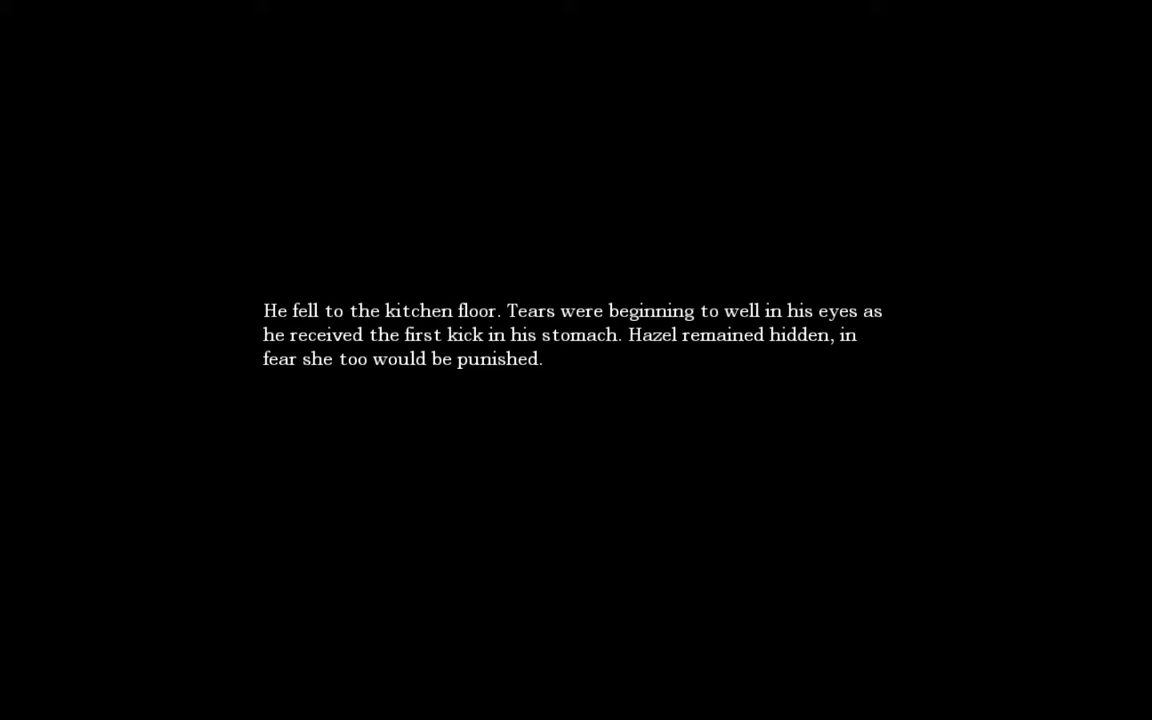 He fell to the kitchen floor. Tears were beginning to well in his eyes as
he received the first kick in his stomach. Hazel remained hidden, in
fear she too would be punished.